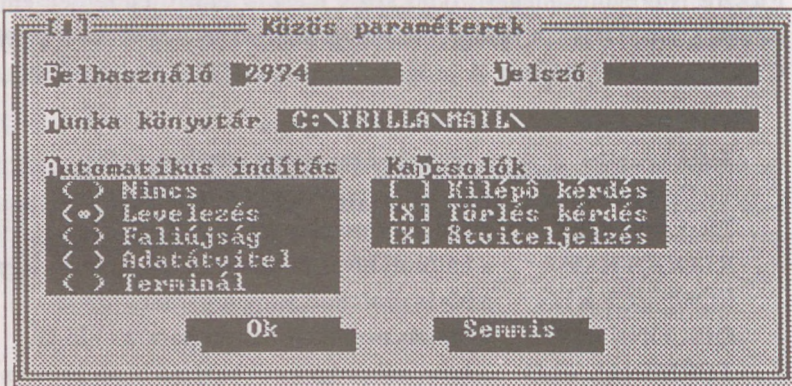 [■] Közös paraméterek
Felhasználó 2974 Jelszó
Munka könyvtár C:\TRILLA\MAIL\
Automatikus indítás Kapcsolók
( ) Nincs [ ] Kilépő kérdés
(•) Levelezés [X] Törlés kérdés
( ) Faliújság [X] Átviteljelzés
( ) Adatátvitel
( ) Terminál
Ok Semmis